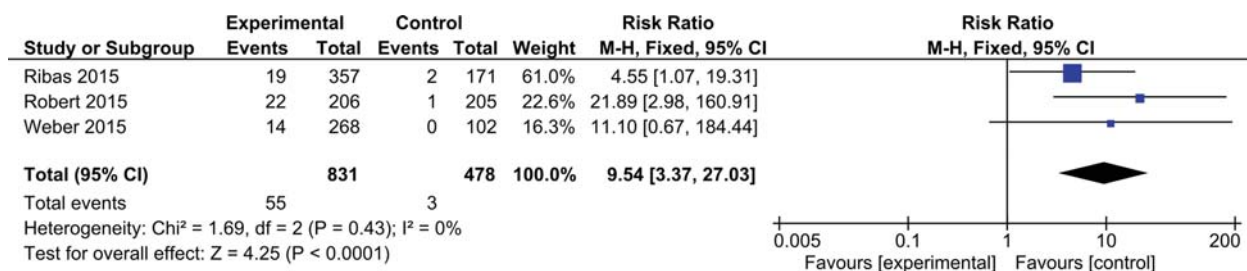 Experimental Control Risk Ratio Risk Ratio
Study or Subgroup Events Total Events Total Weight M-H, Fixed, 95% CI M-H, Fixed, 95% CI
Ribas 2015 19 357 2 171 61.0% 4.55 [1.07, 19.31]
Robert 2015 22 206 1 205 22.6% 21.89 [2.98, 160.91]
Weber 2015 14 268 0 102 16.3% 11.10 [0.67, 184.44]
Total (95% CI) 831 478 100.0% 9.54 [3.37, 27.03]
Total events 55 3
Heterogeneity: Chi² = 1.69, df = 2 (P = 0.43); I² = 0%
Test for overall effect: Z = 4.25 (P < 0.0001)
0.005 0.1 1 10 200
Favours [experimental] Favours [control]